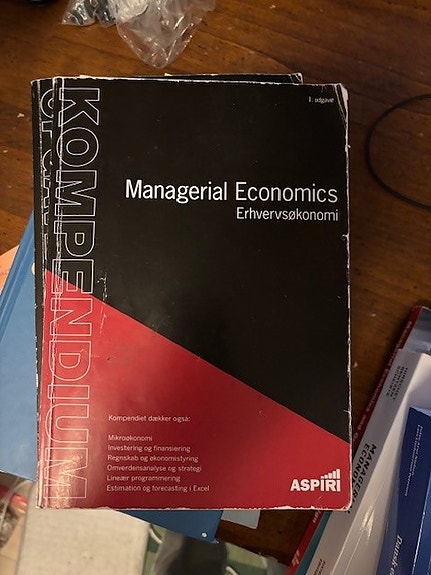 1. udgave
KOMPENDIUM
Managerial Economics
Erhvervsøkonomi
Kompendiet dækker også:
Mikroøkonomi
Investering og finansiering
Regnskab og økonomistyring
Omverdensanalyse og strategi
Lineær programmering
Estimation og forecasting i Excel
ASPIRI